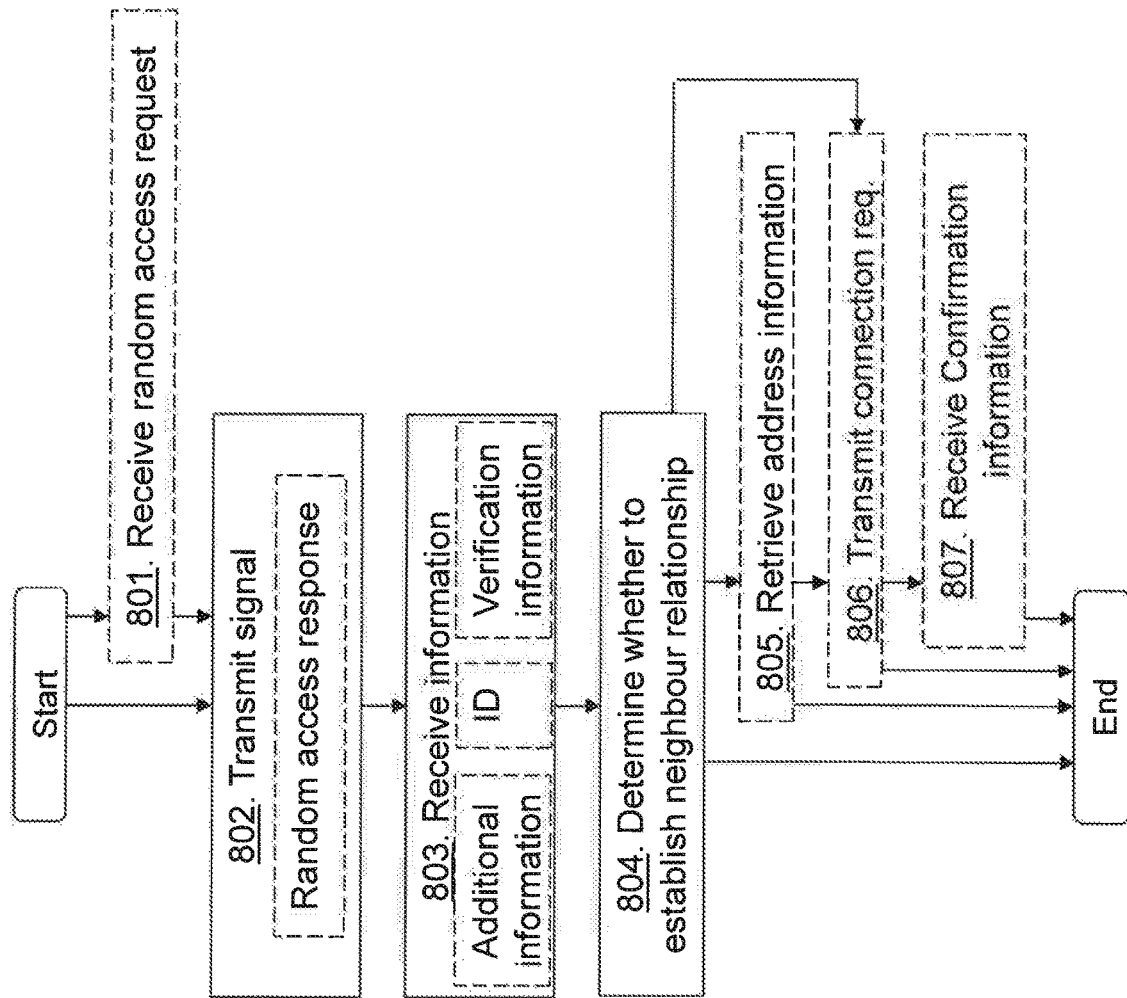 Start
801. Receive random access request
802. Transmit signal
Random access response
803. Receive information
Additional
information
ID
Verification
information
804. Determine whether to
establish neighbour relationship
805. Retrieve address information
806. Transmit connection req.
807. Receive Confirmation
information
End